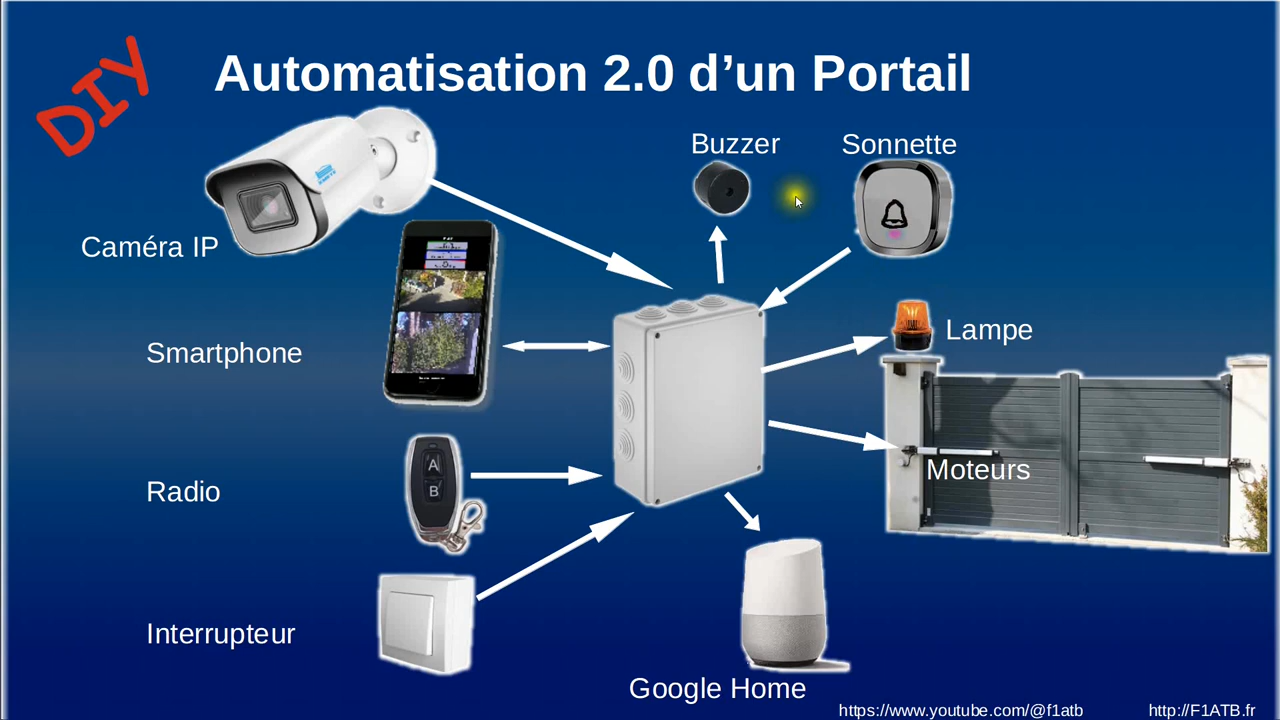 DIY
Automatisation 2.0 d’un Portail
Buzzer
Sonnette
Caméra IP
Lampe
Smartphone
A
Moteurs
B
Radio
Interrupteur
Google Home
https://www.youtube.com/@f1atb
http://F1ATB.fr